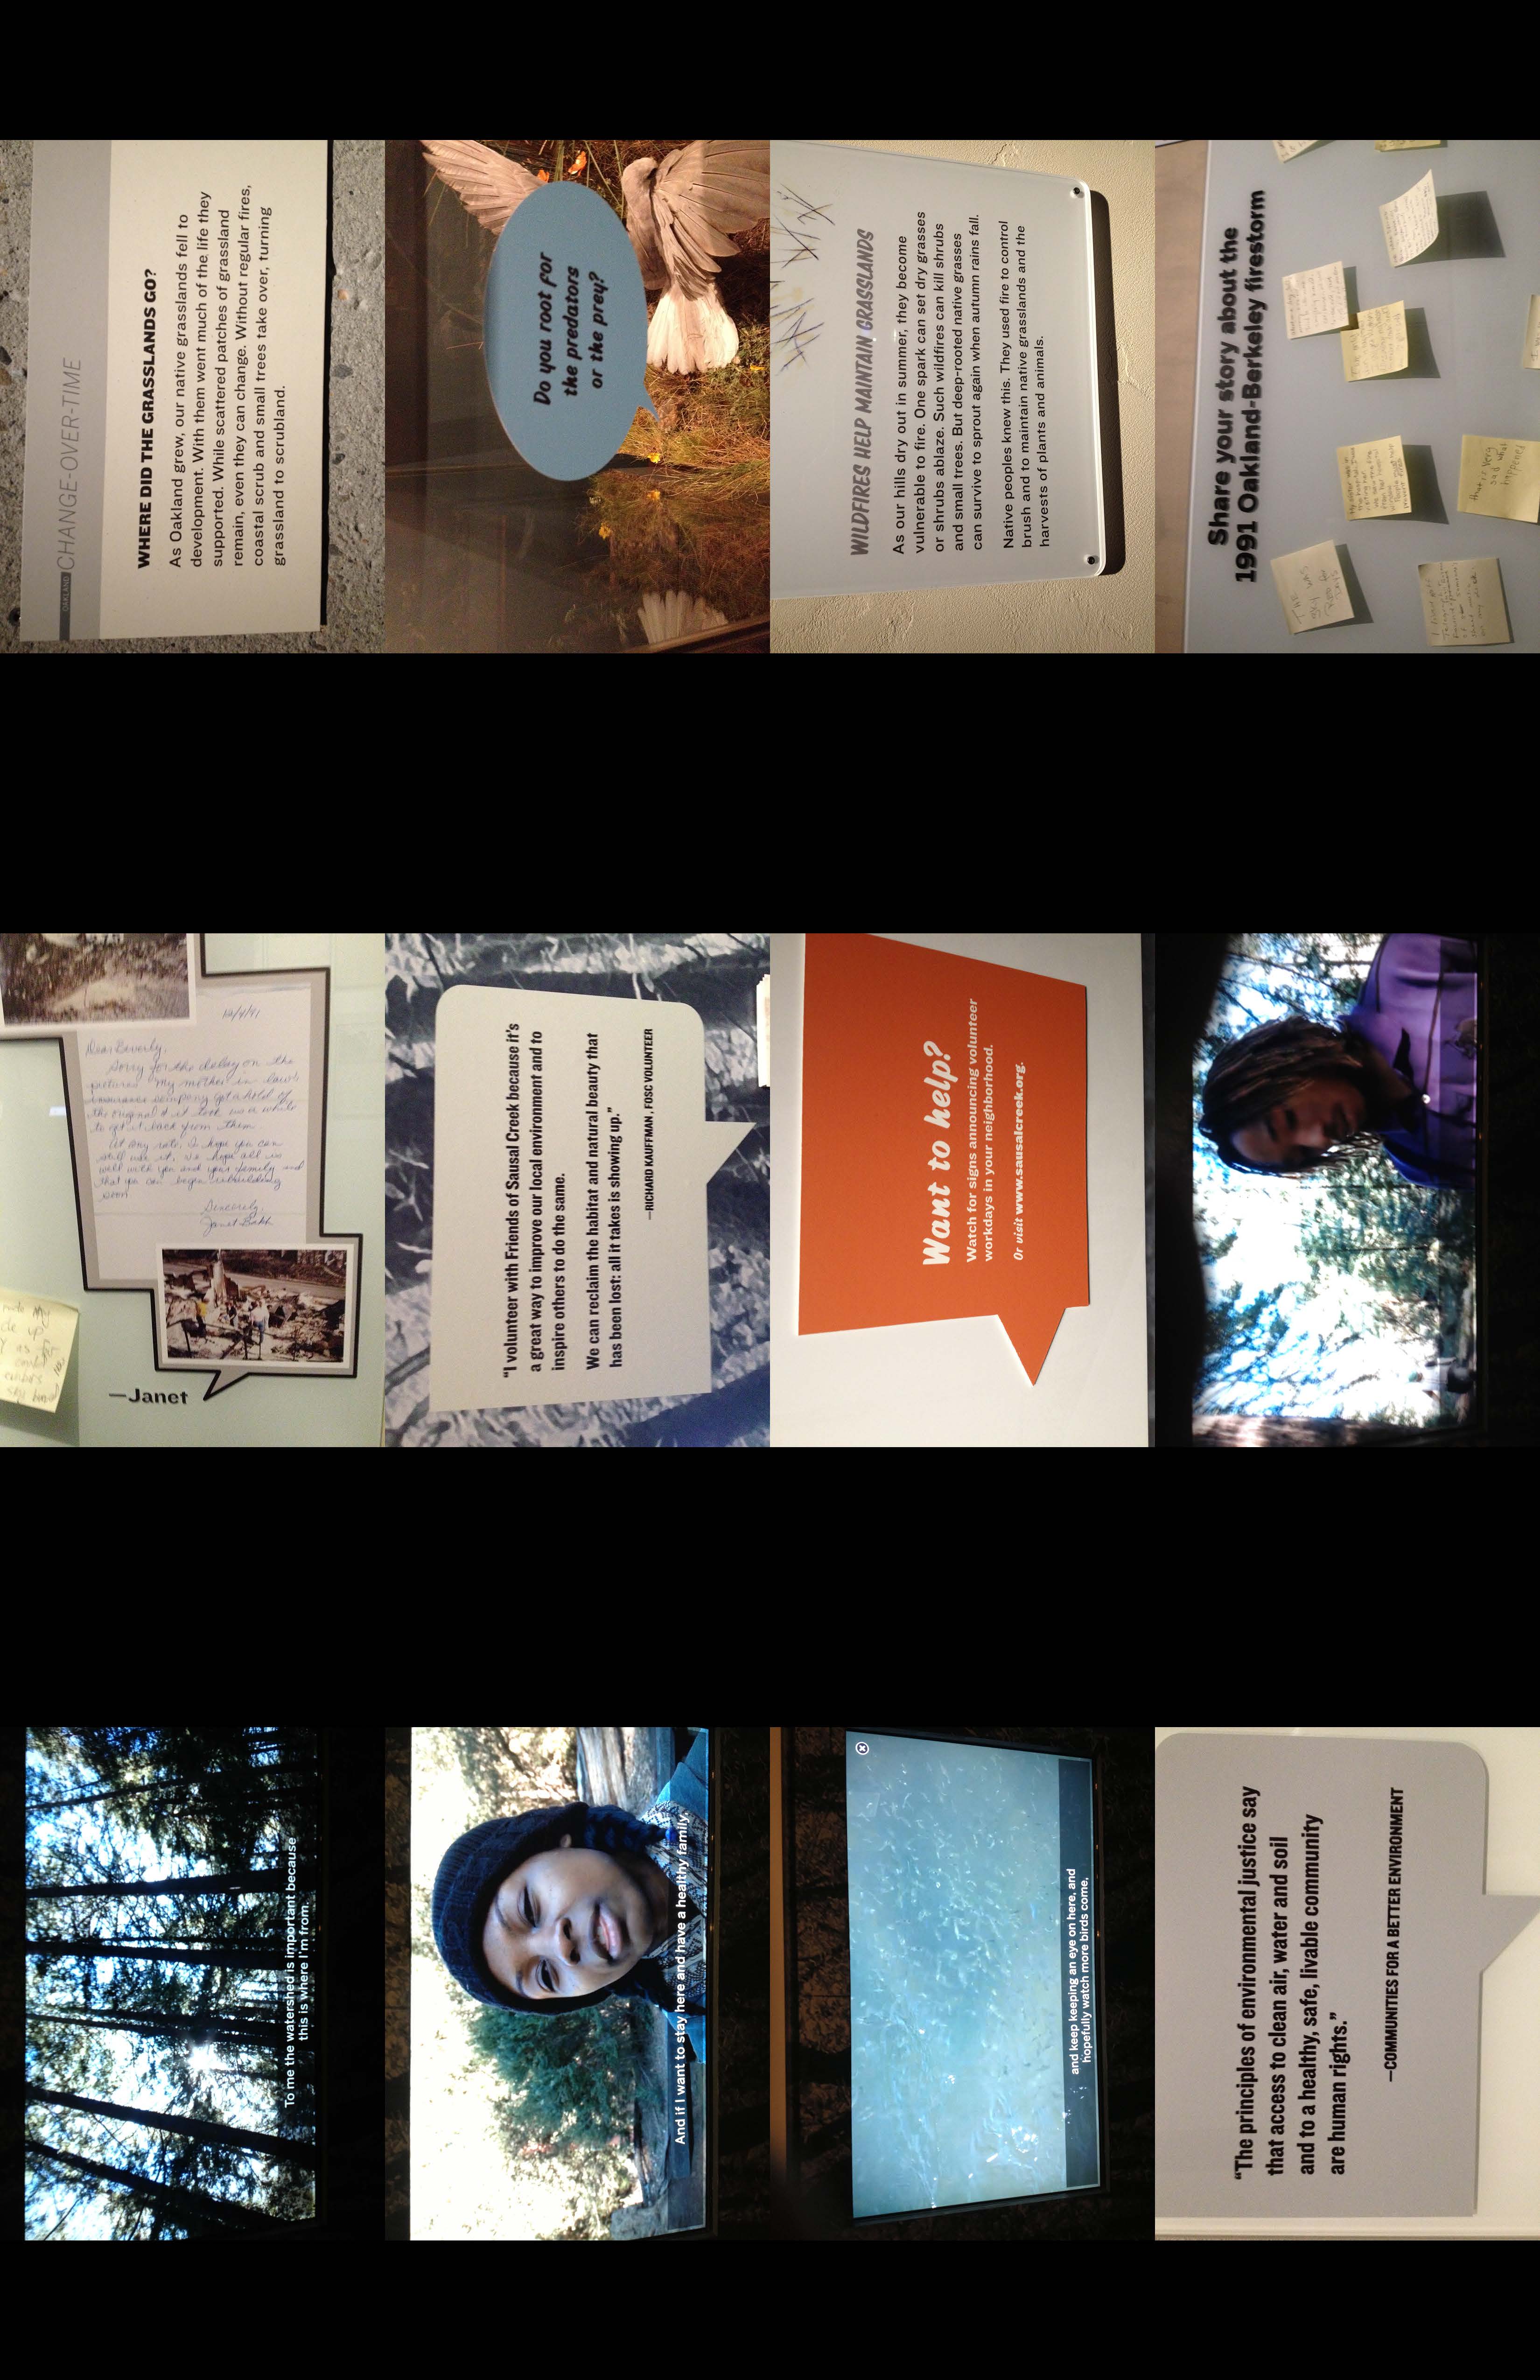 OAKLAND CHANGE-OVER-TIME
WHERE DID THE GRASSLANDS GO?
As Oakland grew, our native grasslands fell to
development. With them went much of the life they
supported. While scattered patches of grassland
remain, even they can change. Without regular fires,
coastal scrub and small trees take over, turning
grassland to scrubland.
Do you root for
the predators
or the prey?
WILDFIRES HELP MAINTAIN GRASSLANDS
As our hills dry out in summer, they become
vulnerable to fire. One spark can set dry grasses
or shrubs ablaze. Such wildfires can kill shrubs
and small trees. But deep-rooted native grasses
can survive to sprout again when autumn rains fall.
Native peoples knew this. They used fire to control
brush and to maintain native grasslands and the
harvests of plants and animals.
Share your story about the
1991 Oakland-Berkeley firestorm
that is very
sad what
happened
12/4/91
Dear Beverly,
Sorry for the delay on the
pictures. My mother in law's
insurance company got a hold of
the original & it took us a while
to get it back from them.
At any rate, I hope you can
still use it. We hope all is
well with you and your family and
that you can begin rebuilding
soon.
Sincerely,
Janet
—Janet
"I volunteer with Friends of Sausal Creek because it's
a great way to improve our local environment and to
inspire others to do the same.
We can reclaim the habitat and natural beauty that
has been lost: all it takes is showing up."
—RICHARD KAUFFMAN, FOSC VOLUNTEER
Want to help?
Watch for signs announcing volunteer
workdays in your neighborhood.
Or visit www.sausalcreek.org.
To me the watershed is important because
this is where I'm from.
And if I want to stay here and have a healthy family,
and keep keeping an eye on here, and
hopefully watch more birds come,
"The principles of environmental justice say
that access to clean air, water and soil
and to a healthy, safe, livable community
are human rights."
—COMMUNITIES FOR A BETTER ENVIRONMENT